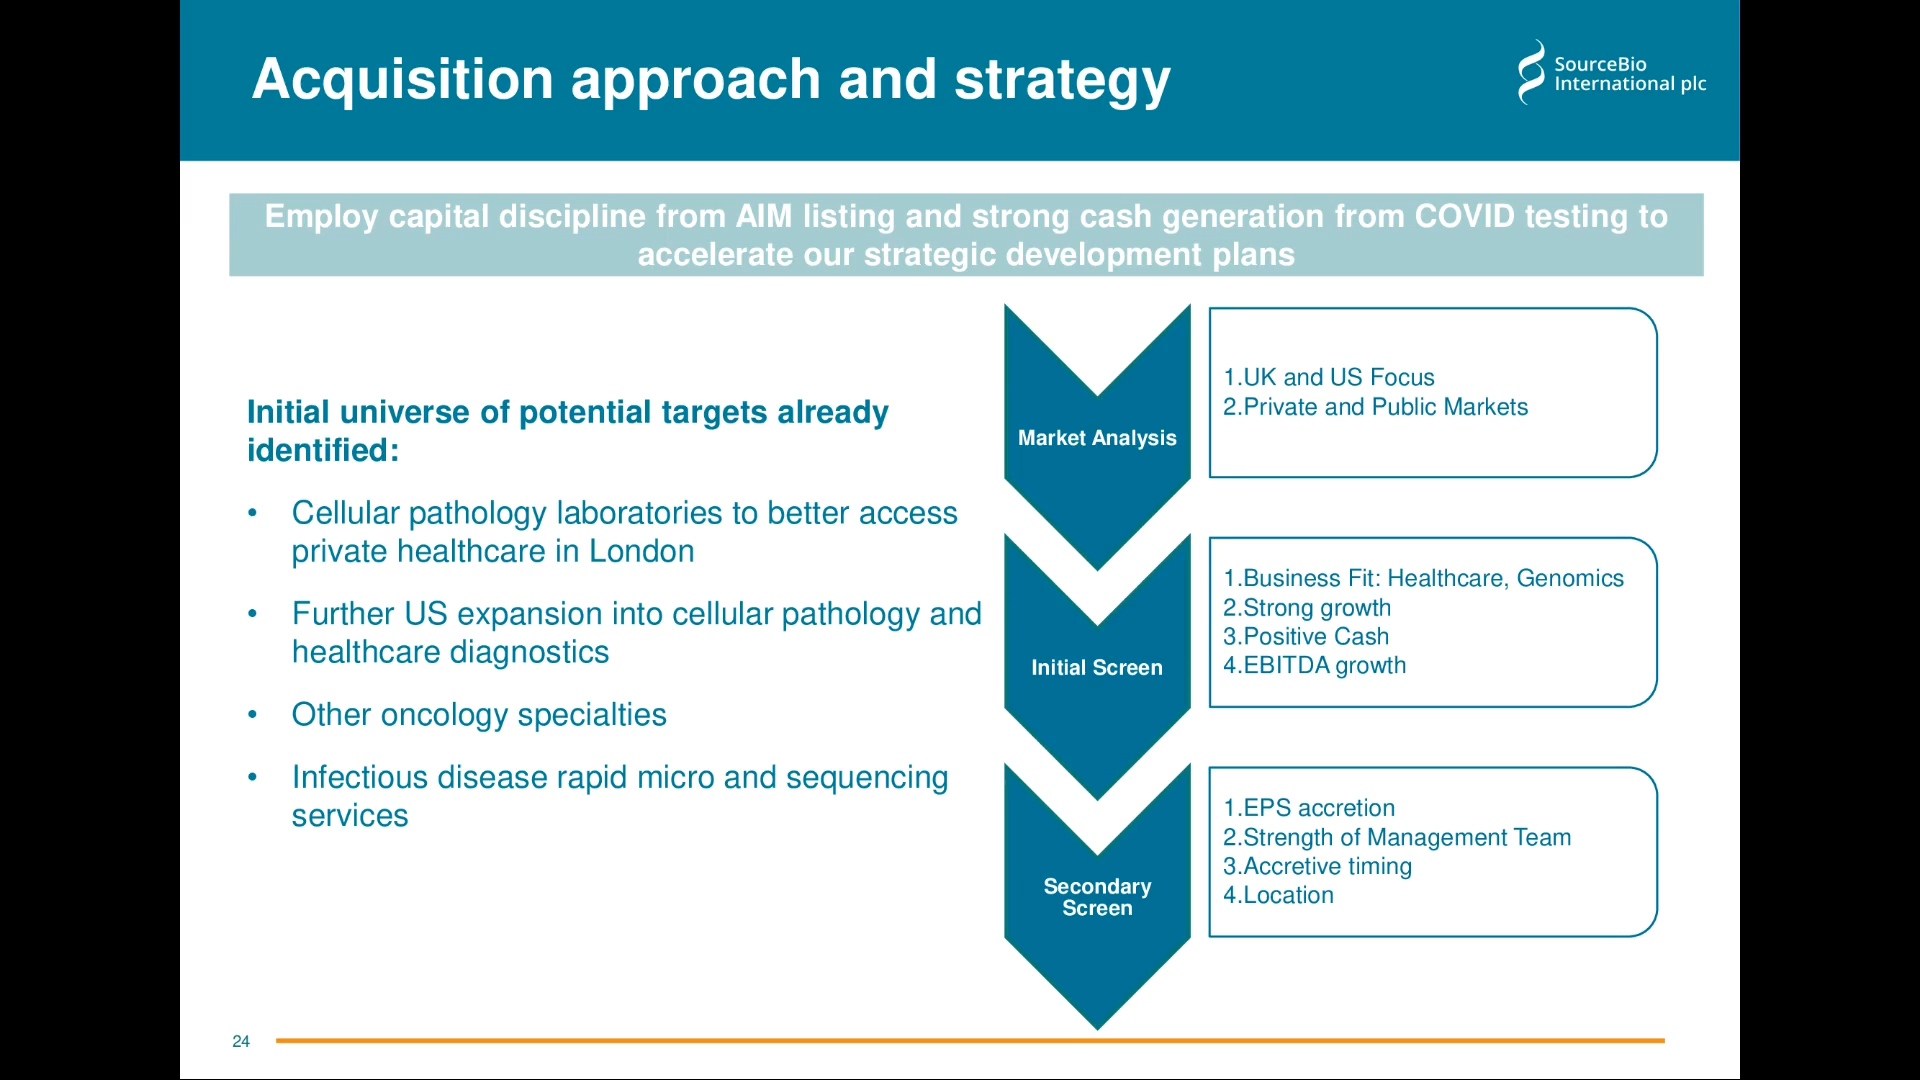 Acquisition approach and strategy
SourceBio
International plc
Employ capital discipline from AIM listing and strong cash generation from COVID testing to
accelerate our strategic development plans
Initial universe of potential targets already
identified:
• Cellular pathology laboratories to better access
private healthcare in London
• Further US expansion into cellular pathology and
healthcare diagnostics
• Other oncology specialties
• Infectious disease rapid micro and sequencing
services
Market Analysis
1.UK and US Focus
2.Private and Public Markets
Initial Screen
1.Business Fit: Healthcare, Genomics
2.Strong growth
3.Positive Cash
4.EBITDA growth
Secondary
Screen
1.EPS accretion
2.Strength of Management Team
3.Accretive timing
4.Location
24